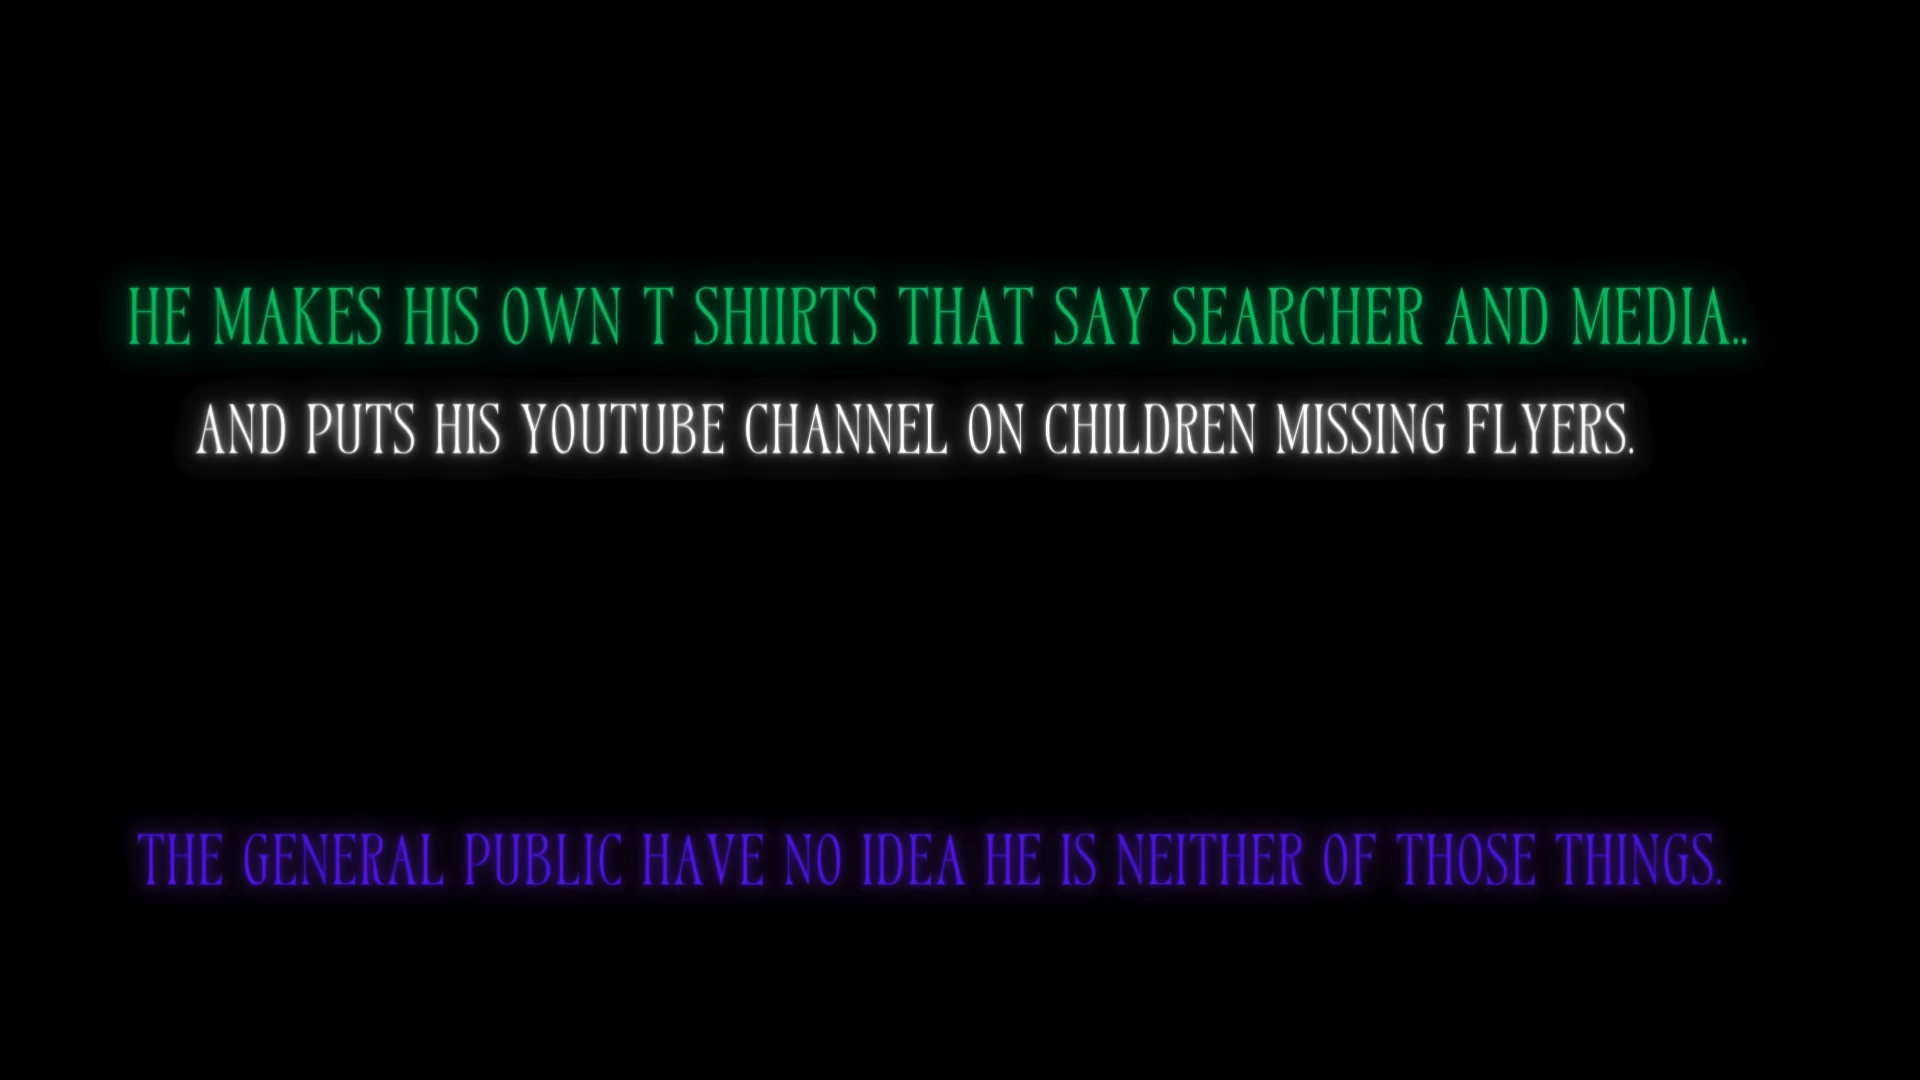 HE MAKES HIS OWN T SHIIRTS THAT SAY SEARCHER AND MEDIA..
AND PUTS HIS YOUTUBE CHANNEL ON CHILDREN MISSING FLYERS.
THE GENERAL PUBLIC HAVE NO IDEA HE IS NEITHER OF THOSE THINGS.